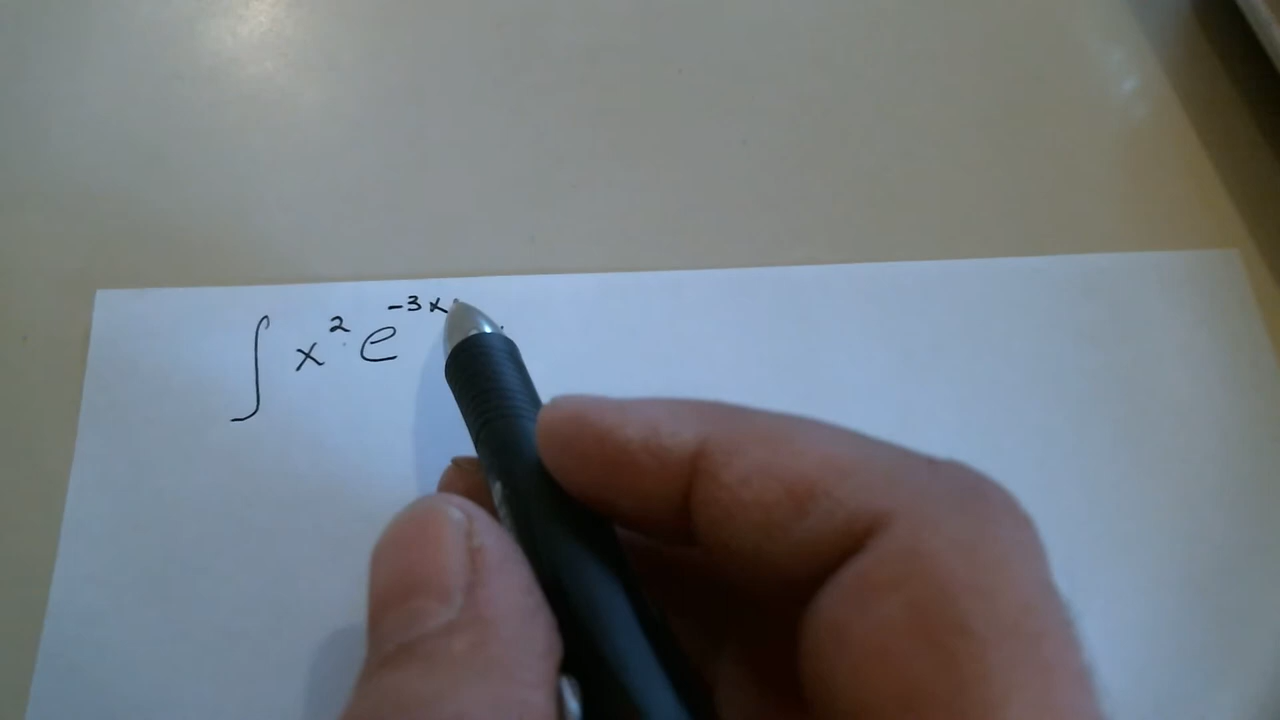 ∫ x² e⁻³ˣ